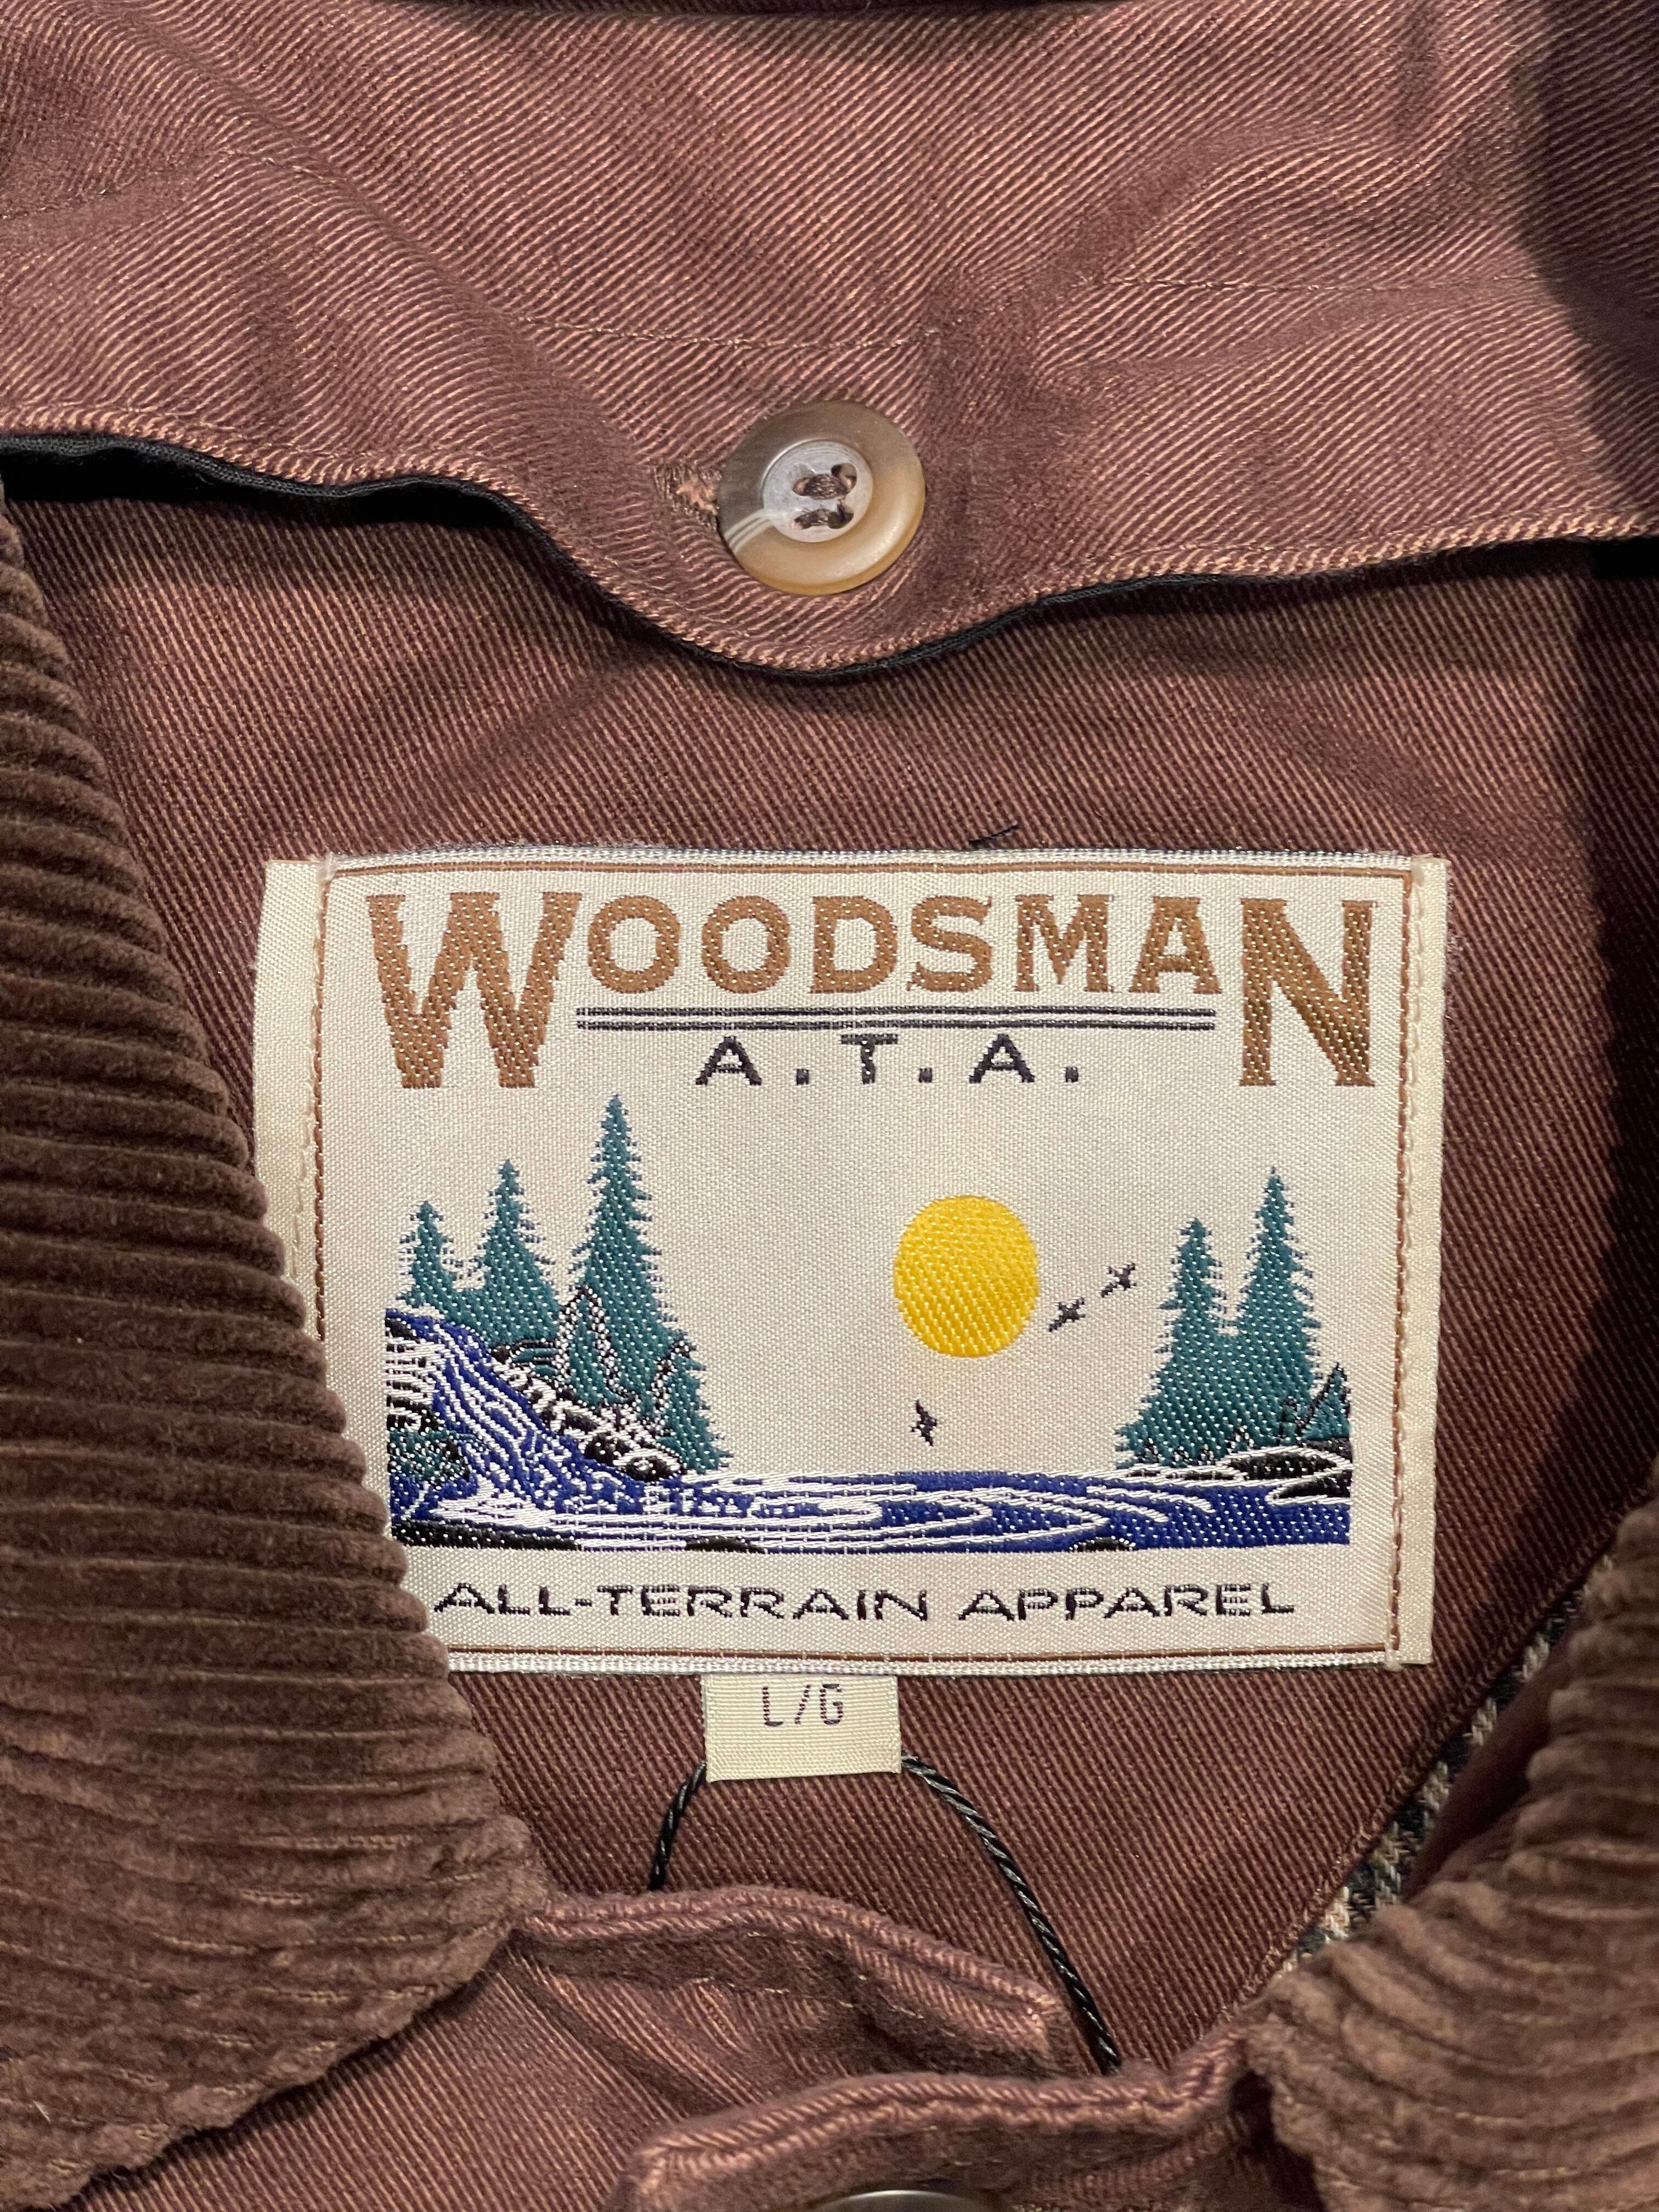 WOODSMAN
A.T.A.
ALL-TERRAIN APPAREL
L/G